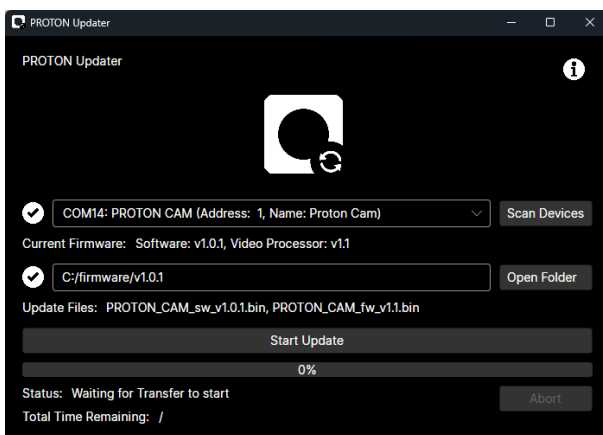 PROTON Updater
PROTON Updater
COM14: PROTON CAM (Address: 1, Name: Proton Cam)
Scan Devices
Current Firmware: Software: v1.0.1, Video Processor: v1.1
C:/firmware/v1.0.1
Open Folder
Update Files: PROTON_CAM_sw_v1.0.1.bin, PROTON_CAM_fw_v1.1.bin
Start Update
0%
Status: Waiting for Transfer to start
Abort
Total Time Remaining: /